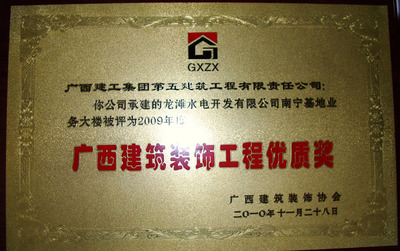 GXZX
广西建工集团第五建筑工程有限责任公司：
你公司承建的龙滩水电开发有限公司南宁基地业
务大楼被评为2009年度
广西建筑装饰工程优质奖
广西建筑装饰协会
二〇一〇年十一月二十八日